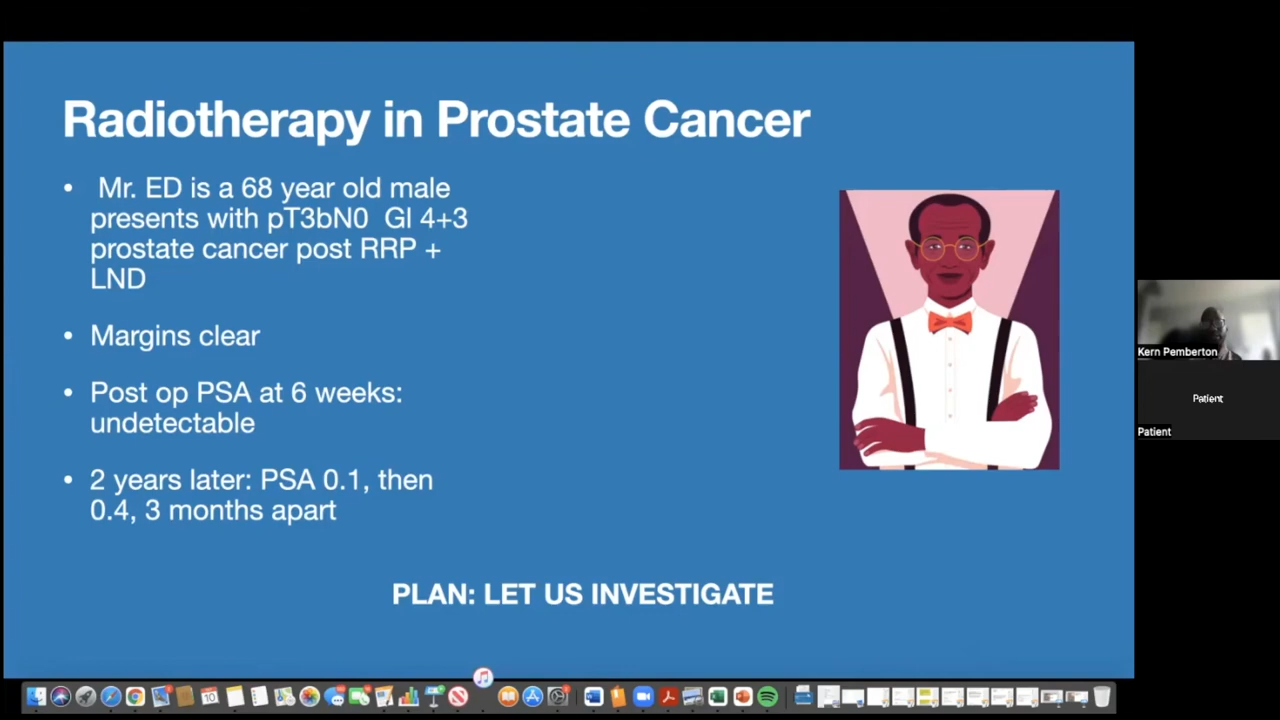 Radiotherapy in Prostate Cancer
• Mr. ED is a 68 year old male
presents with pT3bN0 Gl 4+3
prostate cancer post RRP +
LND
• Margins clear
• Post op PSA at 6 weeks:
undetectable
• 2 years later: PSA 0.1, then
0.4, 3 months apart
PLAN: LET US INVESTIGATE
Kern Pemberton
Patient
Patient
10